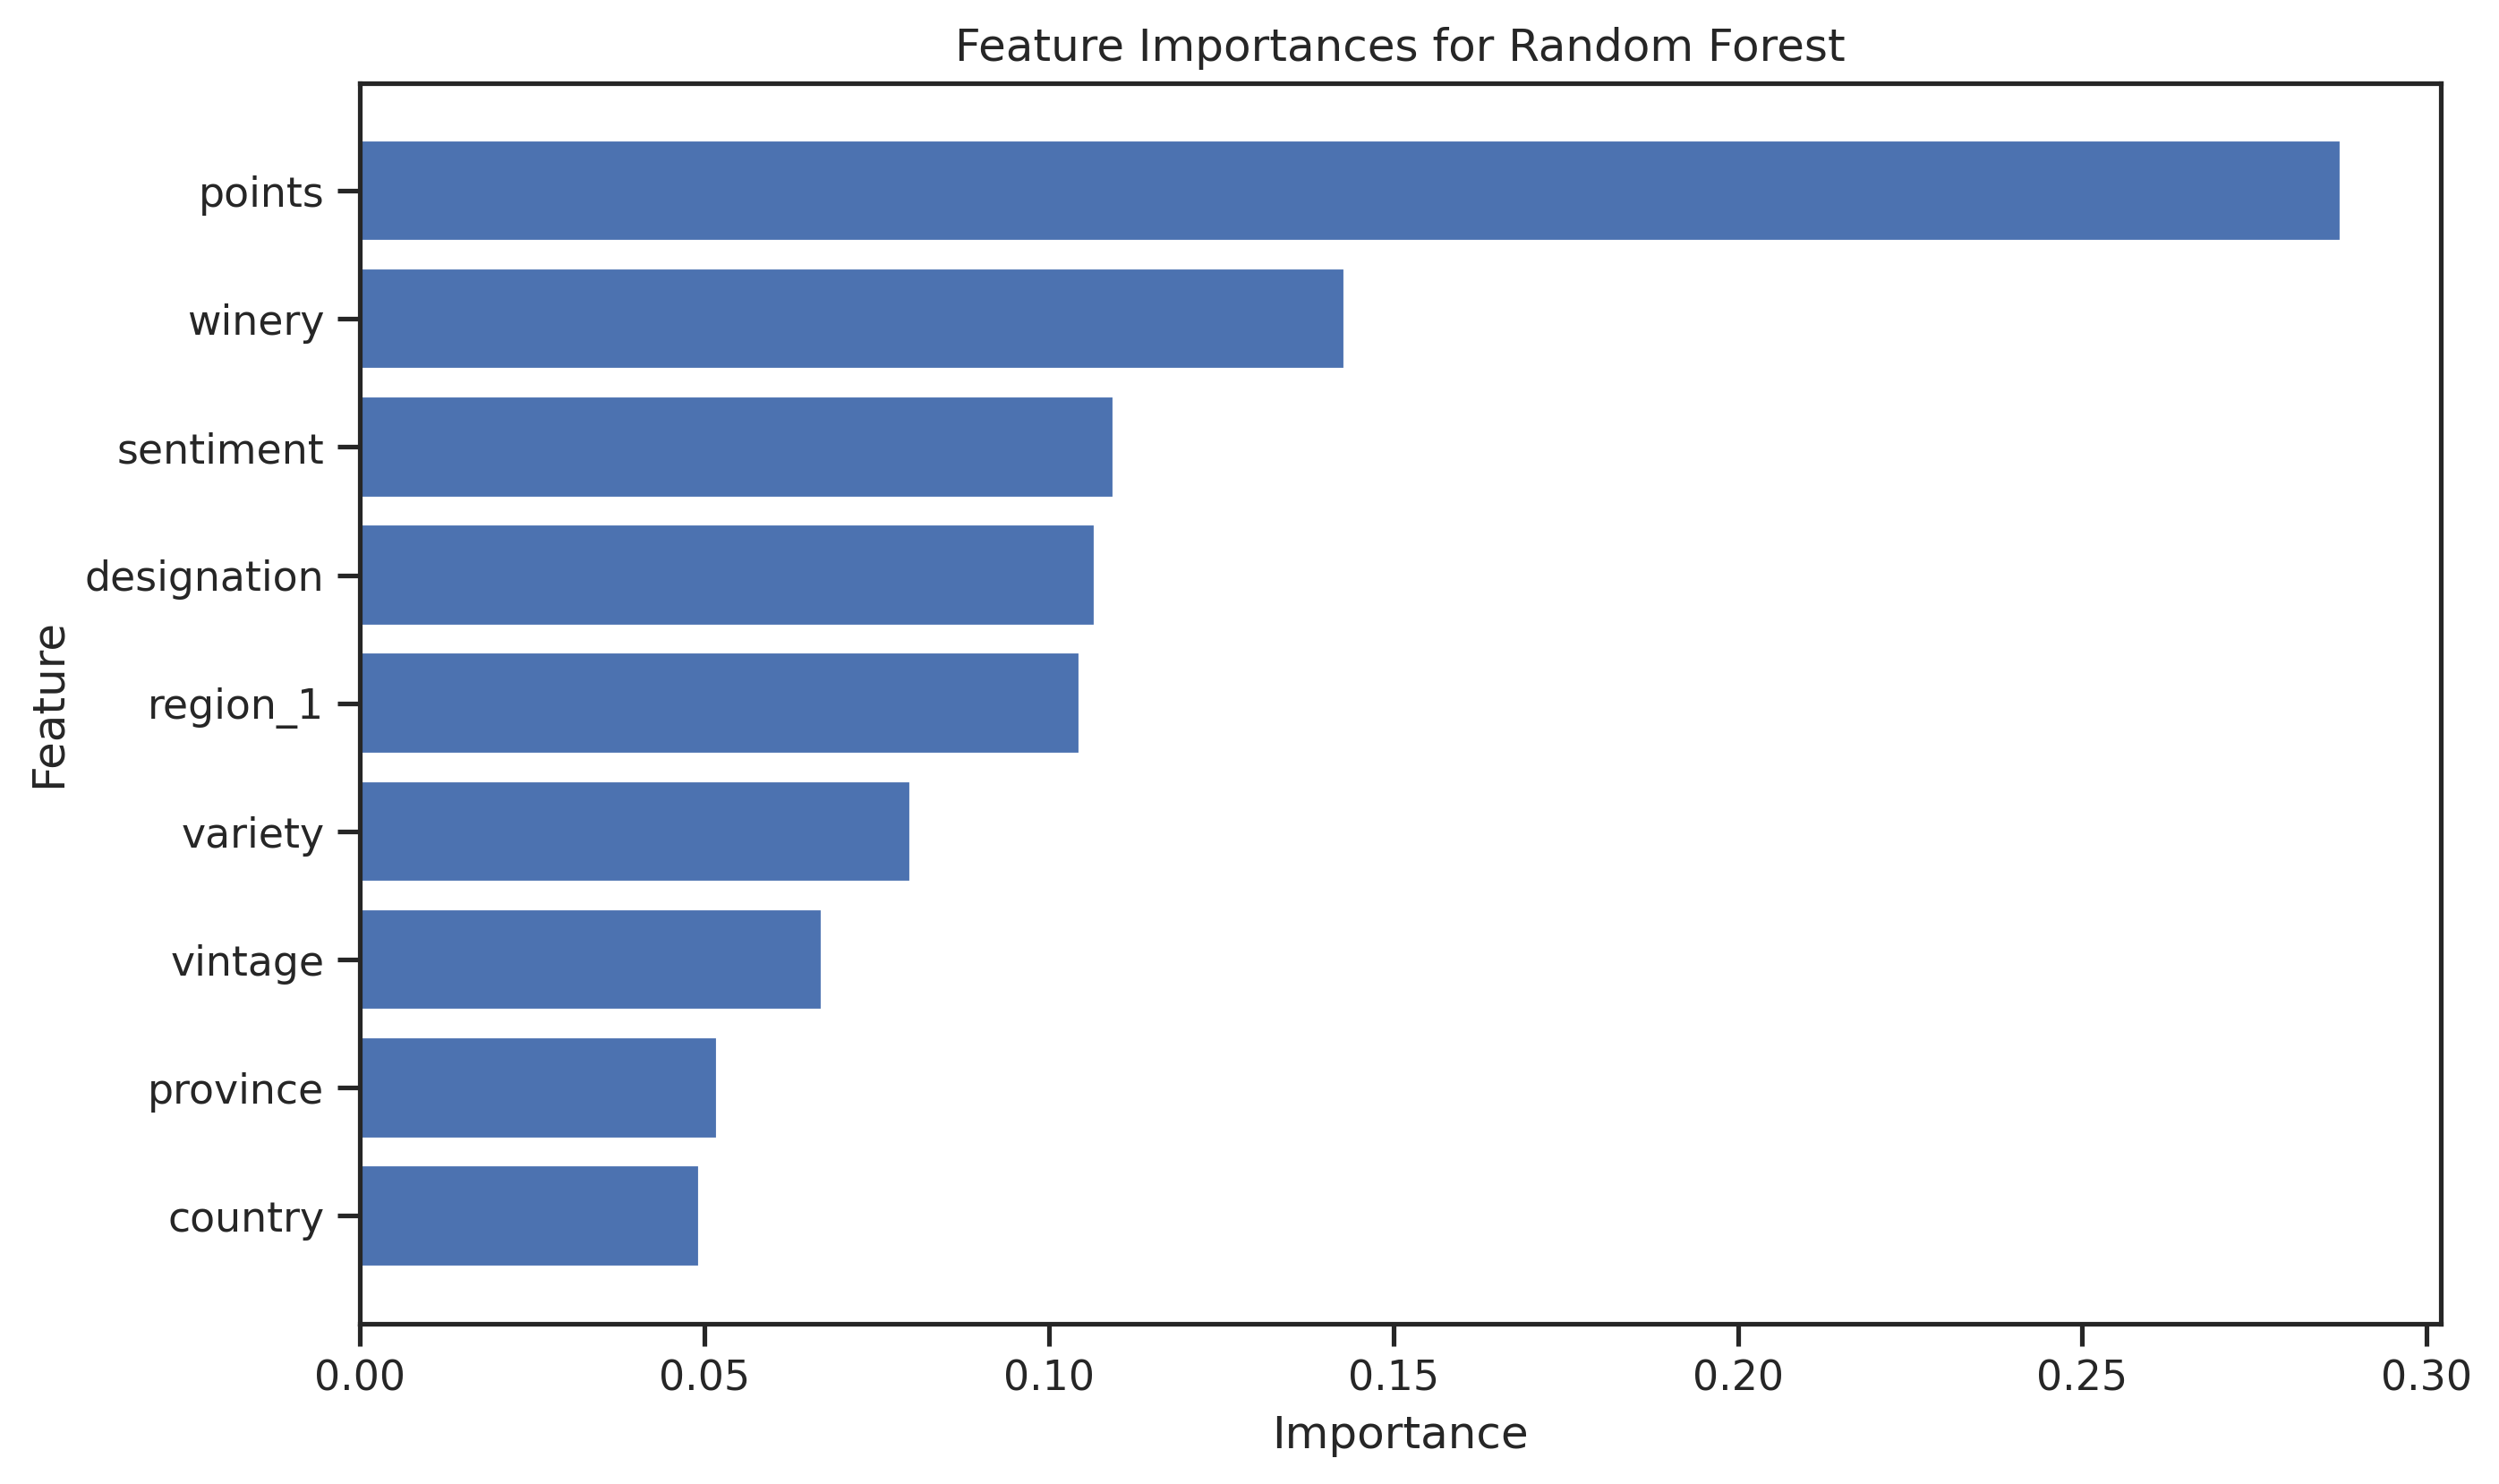 Feature Importances for Random Forest
points
winery
sentiment
designation
region_1
variety
vintage
province
country
Feature
0.00 0.05 0.10 0.15 0.20 0.25 0.30
Importance